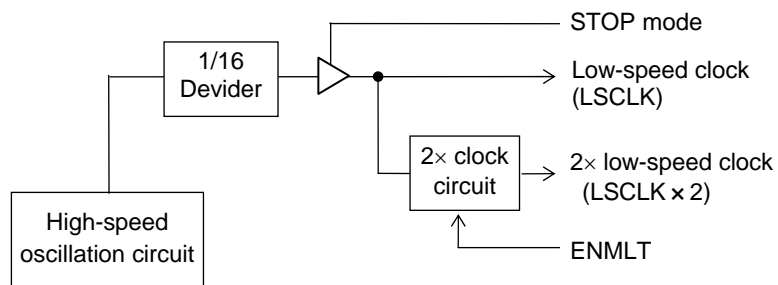 STOP mode
1/16
Devider
Low-speed clock
(LSCLK)
2× clock
circuit
2× low-speed clock
(LSCLK × 2)
High-speed
oscillation circuit
ENMLT